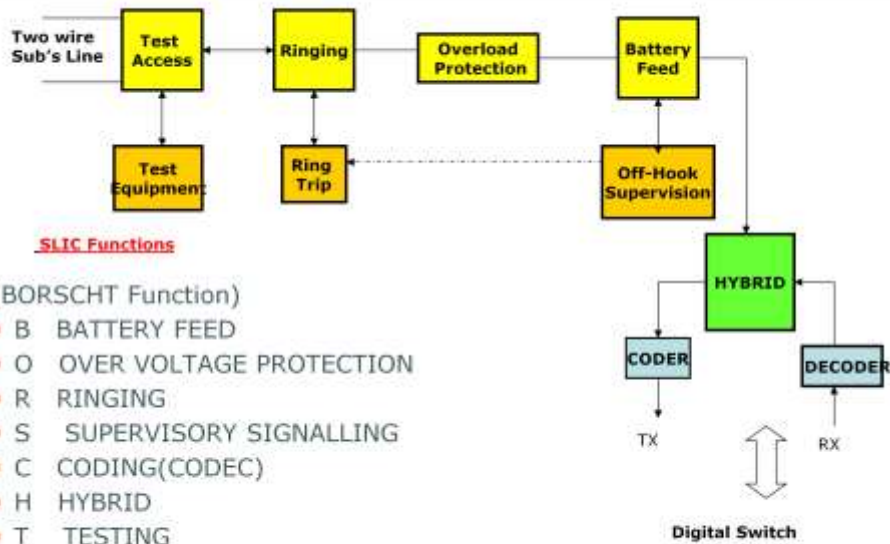 Two wire
Sub's Line
Test
Access
Ringing
Overload
Protection
Battery
Feed
Test
Equipment
Ring
Trip
Off-Hook
Supervision
SLIC Functions
HYBRID
BORSCHT Function)
B BATTERY FEED
O OVER VOLTAGE PROTECTION
R RINGING
S SUPERVISORY SIGNALLING
C CODING(CODEC)
H HYBRID
T TESTING
CODER
DECODER
TX
RX
Digital Switch